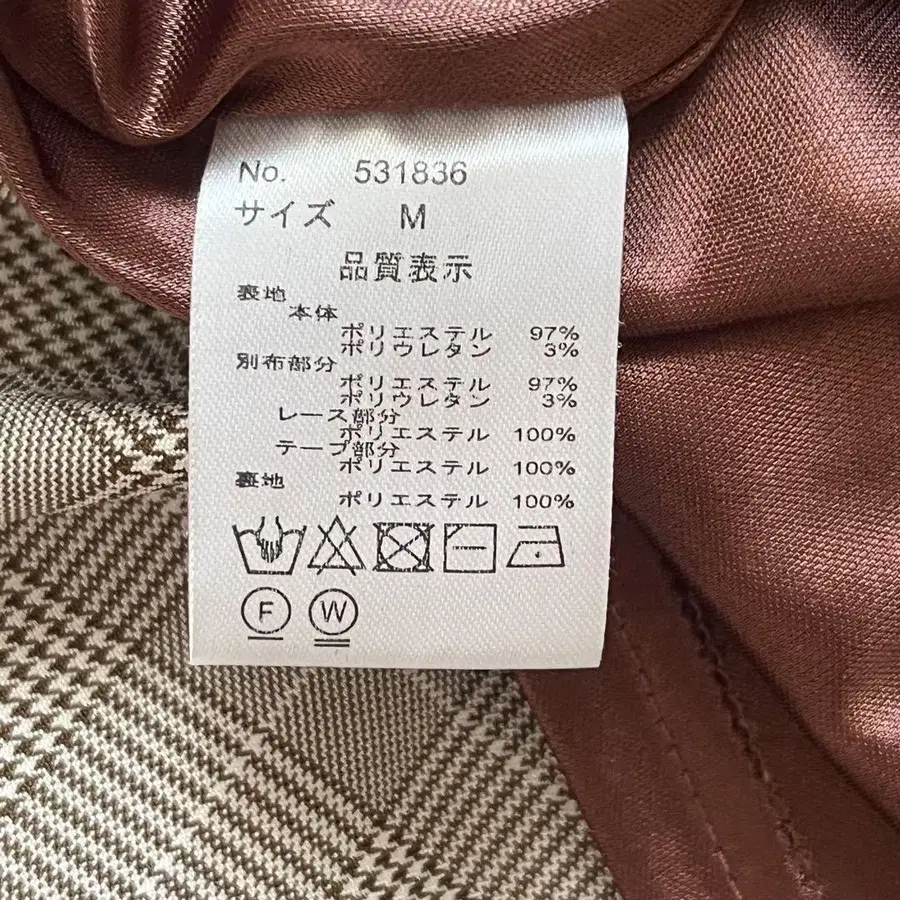 No. 531836
サイズ M
品質表示
表地
本体
ポリエステル 97%
ポリウレタン 3%
別布部分
ポリエステル 97%
ポリウレタン 3%
レース部分
ポリエステル 100%
テープ部分
ポリエステル 100%
裏地
ポリエステル 100%
F W